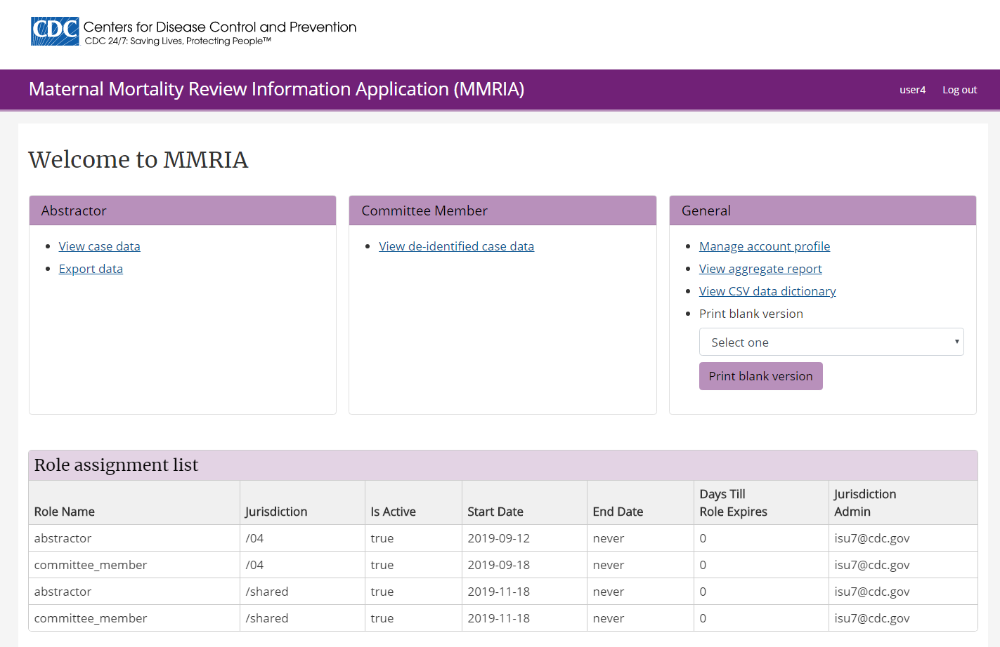 CDC Centers for Disease Control and Prevention
CDC 24/7: Saving Lives, Protecting People™
Maternal Mortality Review Information Application (MMRIA) user4 Log out
Welcome to MMRIA
Abstractor
View case data
Export data
Committee Member
View de-identified case data
General
Manage account profile
View aggregate report
View CSV data dictionary
Print blank version
Select one
Print blank version
Role assignment list
Role Name Jurisdiction Is Active Start Date End Date Days Till Role Expires Jurisdiction Admin
abstractor /04 true 2019-09-12 never 0 isu7@cdc.gov
committee_member /04 true 2019-09-18 never 0 isu7@cdc.gov
abstractor /shared true 2019-11-18 never 0 isu7@cdc.gov
committee_member /shared true 2019-11-18 never 0 isu7@cdc.gov